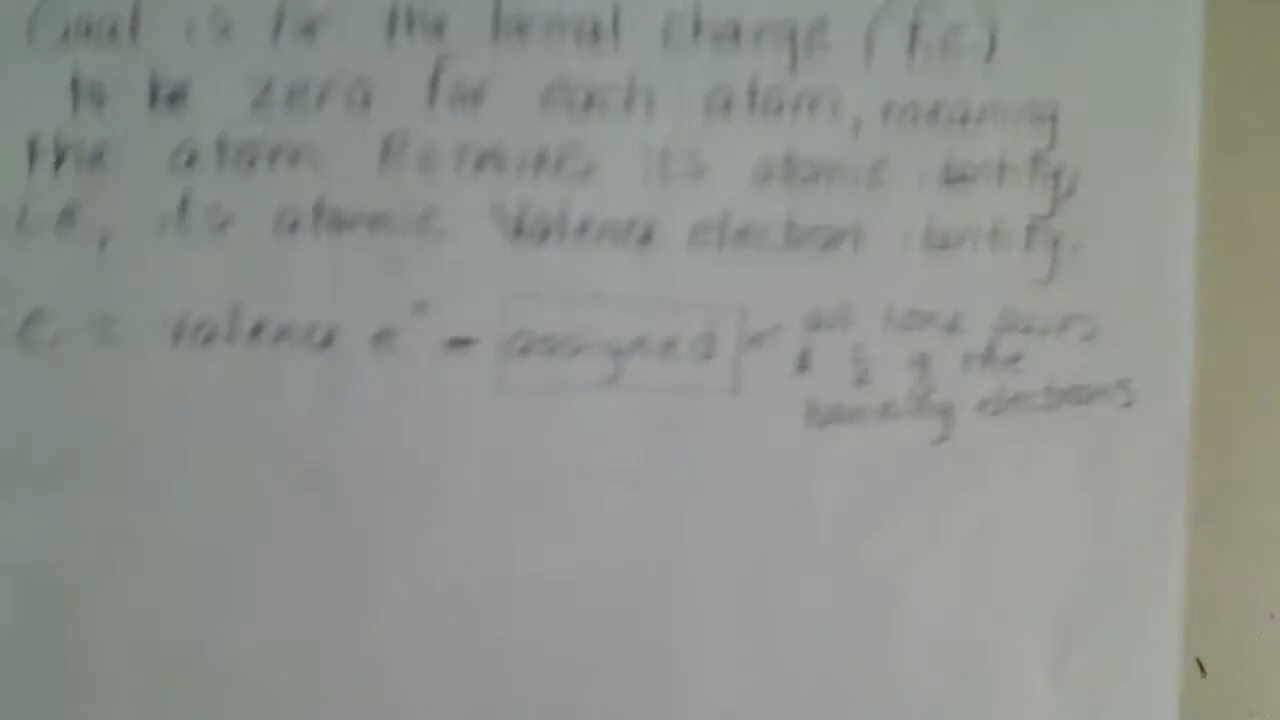 Goal is for the formal charge (f.c.)
to be zero for each atom, meaning
the atom RETAINS its atomic identity,
i.e., its atomic valence electron identity.
c. = valence e⁻ - assigned all lone pairs
& 1/2 of the
bonding electrons